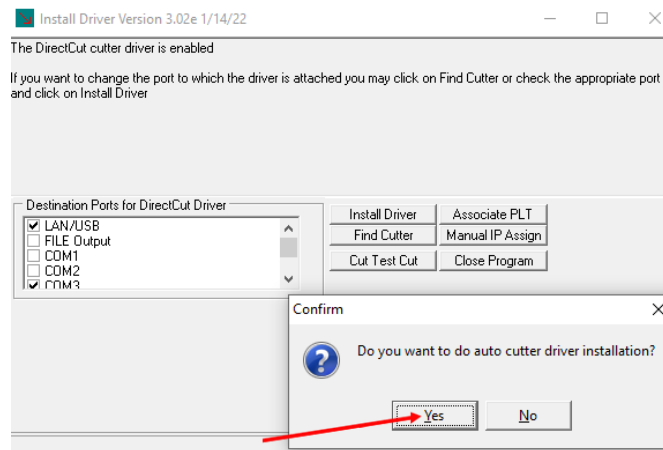 Install Driver Version 3.02e 1/14/22
The DirectCut cutter driver is enabled
If you want to change the port to which the driver is attached you may click on Find Cutter or check the appropriate port
and click on Install Driver
Destination Ports for DirectCut Driver
LAN/USB
FILE Output
COM1
COM2
COM3
Install Driver
Associate PLT
Find Cutter
Manual IP Assign
Cut Test Cut
Close Program
Confirm
Do you want to do auto cutter driver installation?
Yes
No